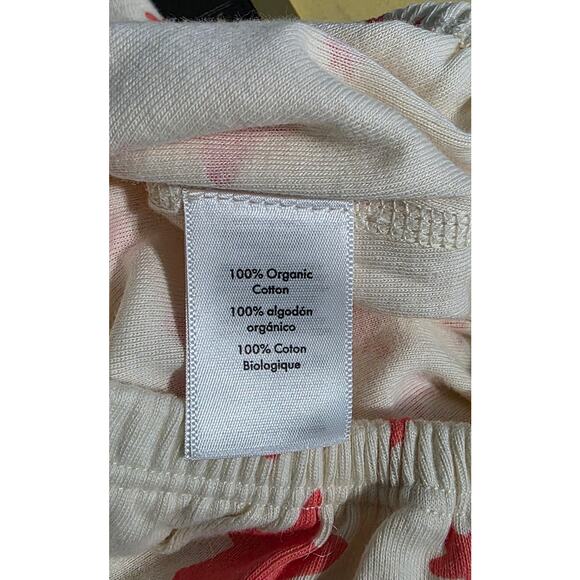 100% Organic
Cotton
100% algodón
orgánico
100% Coton
Biologique